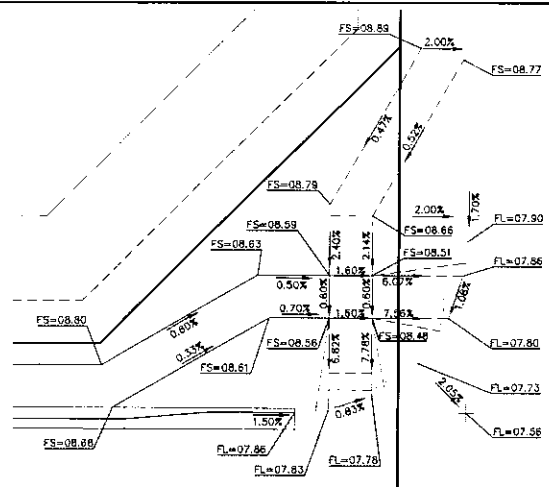 FS=08.89
2.00%
FS=08.77
0.47%
0.52%
FS=08.79
2.00%
1.70%
FL=07.90
FS=08.59
2.40%
2.14%
FS=08.66
FS=08.63
FS=08.51
FL=07.86
1.60%
0.50%
0.60%
0.60%
6.07%
1.08%
FS=08.80
0.80%
0.70%
1.60%
7.56%
0.33%
FS=08.56
FS=08.48
FL=07.80
FS=08.61
6.82%
7.78%
FL=07.73
0.83%
2.05%
1.50%
FS=08.68
FL=07.86
FL=07.83
FL=07.78
FL=07.56